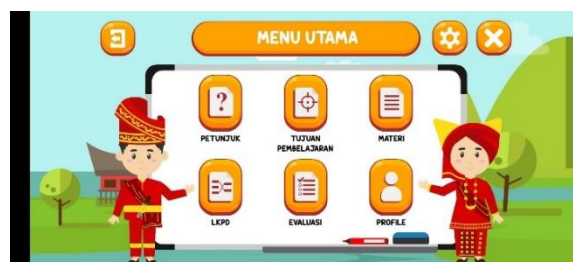 MENU UTAMA
PETUNJUK
TUJUAN
PEMBELAJARAN
MATERI
LKPD
EVALUASI
PROFILE